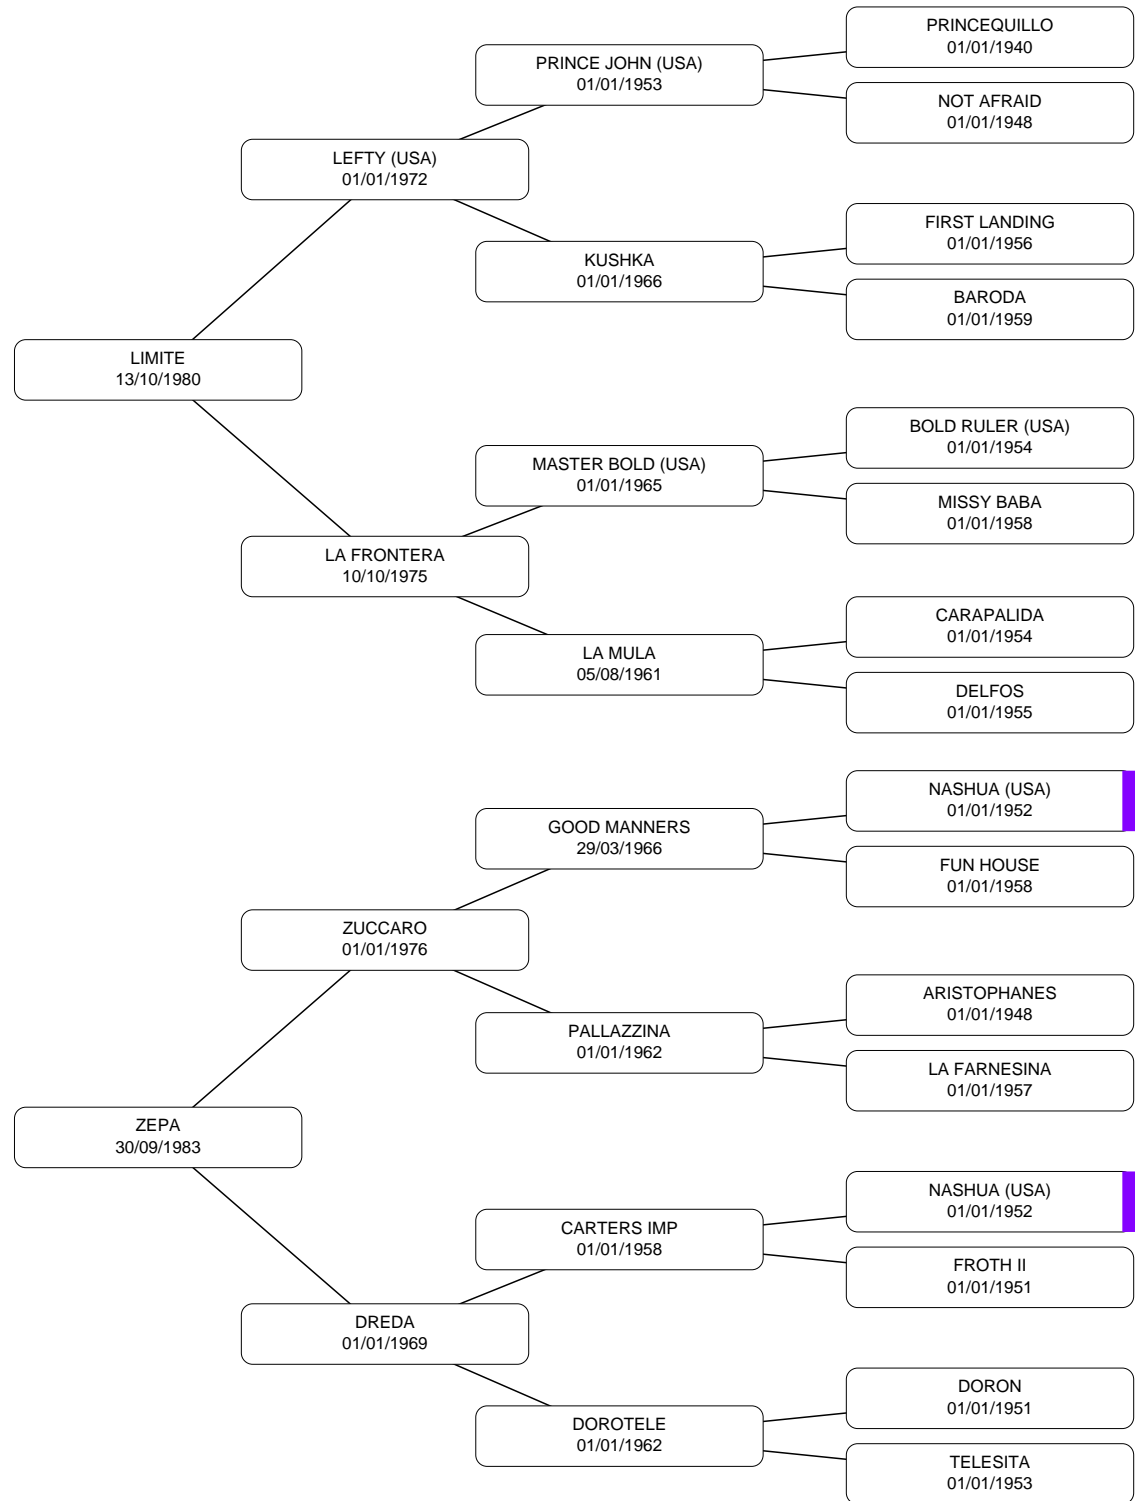 PRINCEQUILLO
01/01/1940
PRINCE JOHN (USA)
01/01/1953
NOT AFRAID
01/01/1948
LEFTY (USA)
01/01/1972
FIRST LANDING
01/01/1956
KUSHKA
01/01/1966
BARODA
01/01/1959
LIMITE
13/10/1980
BOLD RULER (USA)
01/01/1954
MASTER BOLD (USA)
01/01/1965
MISSY BABA
01/01/1958
LA FRONTERA
10/10/1975
CARAPALIDA
01/01/1954
LA MULA
05/08/1961
DELFOS
01/01/1955
NASHUA (USA)
01/01/1952
GOOD MANNERS
29/03/1966
FUN HOUSE
01/01/1958
ZUCCARO
01/01/1976
ARISTOPHANES
01/01/1948
PALLAZZINA
01/01/1962
LA FARNESINA
01/01/1957
ZEPA
30/09/1983
NASHUA (USA)
01/01/1952
CARTERS IMP
01/01/1958
FROTH II
01/01/1951
DREDA
01/01/1969
DORON
01/01/1951
DOROTELE
01/01/1962
TELESITA
01/01/1953